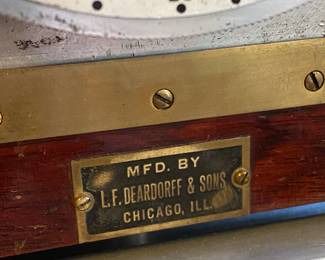 MFD. BY
L.F. DEARDORFF & SONS
CHICAGO, ILL.